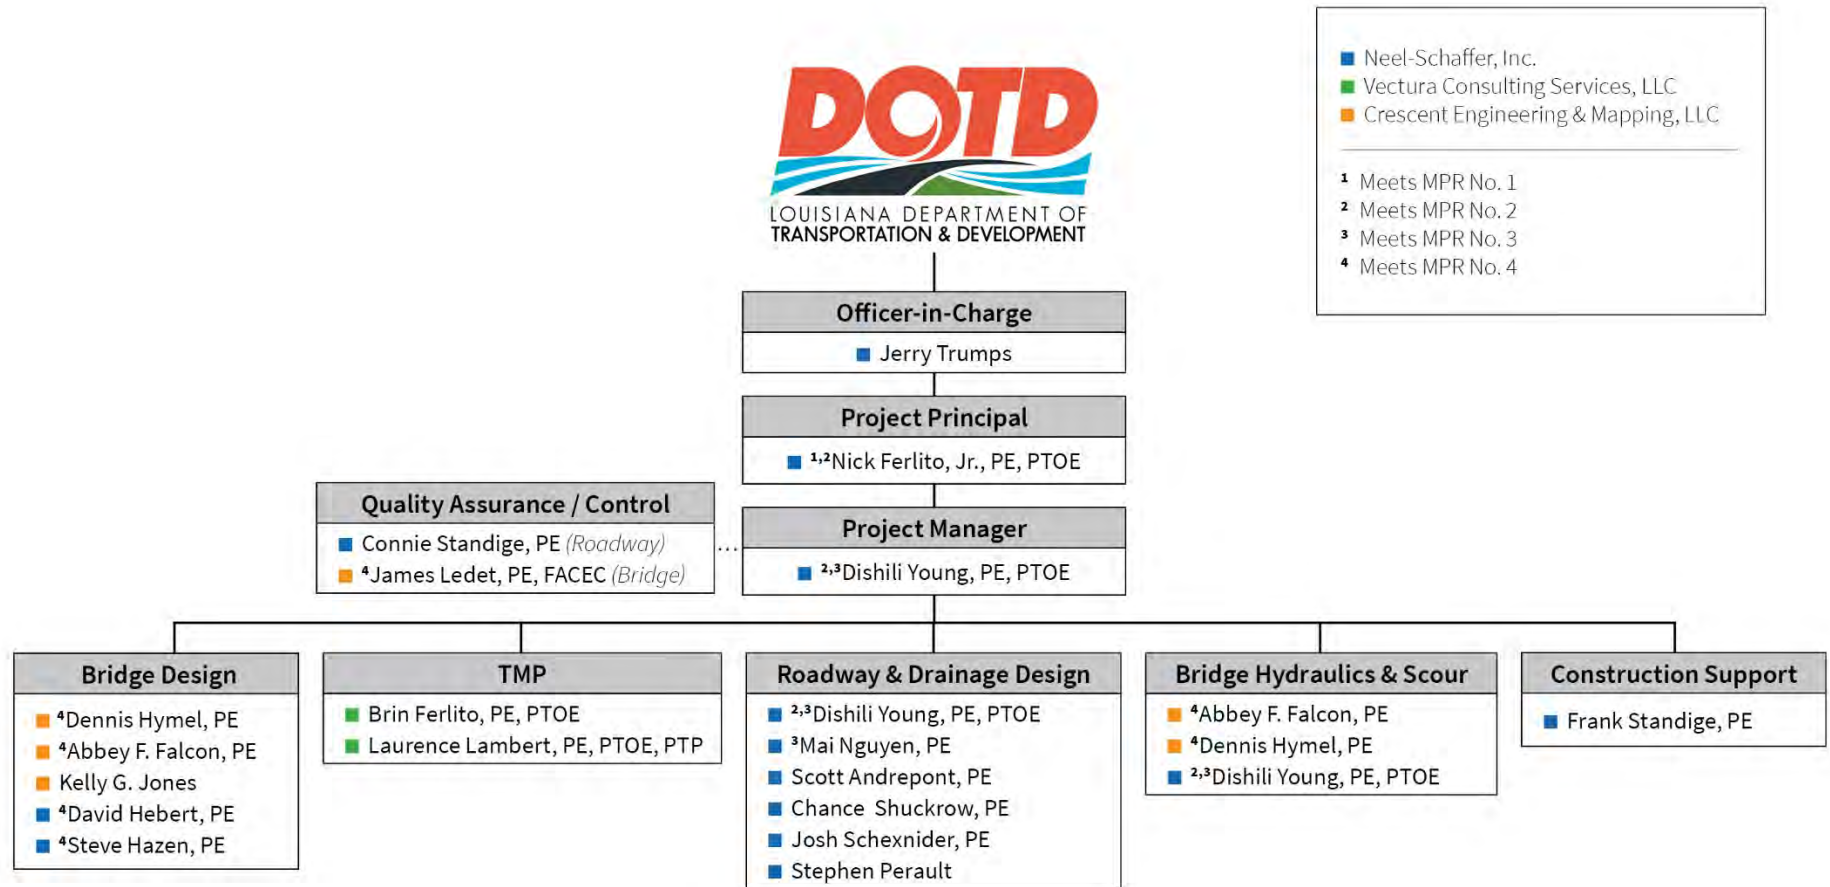 Neel-Schaffer, Inc.
Vectura Consulting Services, LLC
Crescent Engineering & Mapping, LLC
¹ Meets MPR No. 1
² Meets MPR No. 2
³ Meets MPR No. 3
⁴ Meets MPR No. 4
DOTD
LOUISIANA DEPARTMENT OF
TRANSPORTATION & DEVELOPMENT
Officer-in-Charge
Jerry Trumps
Project Principal
¹,²Nick Ferlito, Jr., PE, PTOE
Quality Assurance / Control
Connie Standige, PE (Roadway)
⁴James Ledet, PE, FACEC (Bridge)
...
Project Manager
²,³Dishili Young, PE, PTOE
Bridge Design
⁴Dennis Hymel, PE
⁴Abbey F. Falcon, PE
Kelly G. Jones
⁴David Hebert, PE
⁴Steve Hazen, PE
TMP
Brin Ferlito, PE, PTOE
Laurence Lambert, PE, PTOE, PTP
Roadway & Drainage Design
²,³Dishili Young, PE, PTOE
³Mai Nguyen, PE
Scott Andrepont, PE
Chance Shuckrow, PE
Josh Schexnider, PE
Stephen Perault
Bridge Hydraulics & Scour
⁴Abbey F. Falcon, PE
⁴Dennis Hymel, PE
²,³Dishili Young, PE, PTOE
Construction Support
Frank Standige, PE